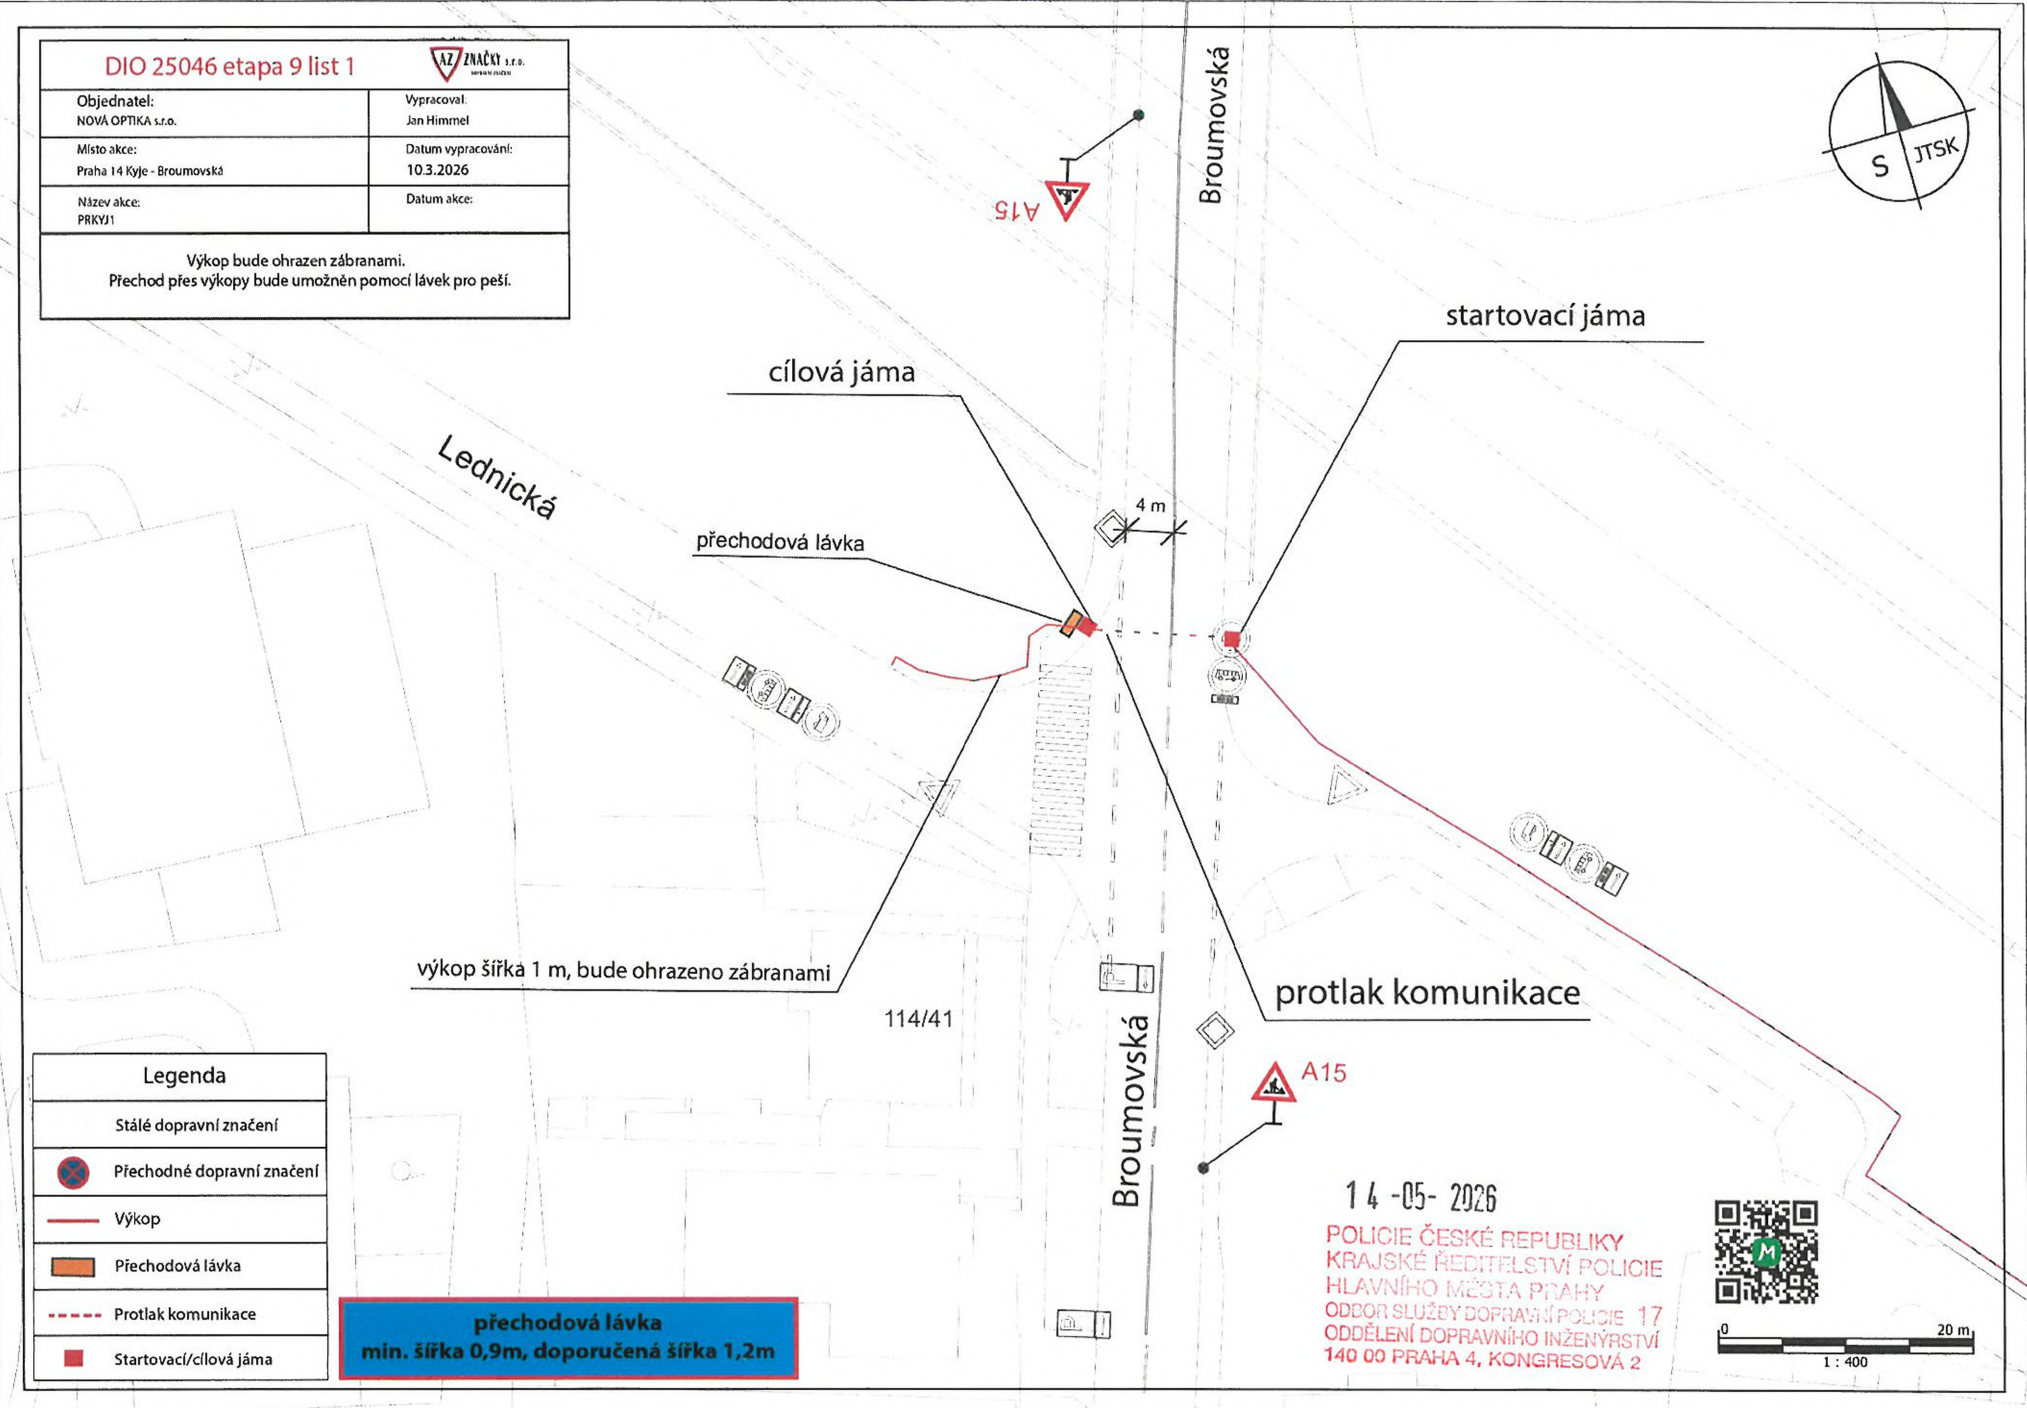 DIO 25046 etapa 9 list 1
AZ ZNAČKY s.r.o.
Objednatel:
NOVÁ OPTIKA s.r.o.
Vypracoval:
Jan Himmel
Místo akce:
Praha 14 Kyje - Broumovská
Datum vypracování:
10.3.2026
Název akce:
PRKYJ1
Datum akce:
Výkop bude ohrazen zábranami.
Přechod přes výkopy bude umožněn pomocí lávek pro peší.
Broumovská
A15
S
JTSK
startovací jáma
cílová jáma
Lednická
4 m
přechodová lávka
výkop šířka 1 m, bude ohrazeno zábranami
protlak komunikace
114/41
Broumovská
A15
Legenda
Stálé dopravní značení
Přechodné dopravní značení
Výkop
Přechodová lávka
Protlak komunikace
Startovací/cílová jáma
přechodová lávka
min. šířka 0,9m, doporučená šířka 1,2m
14 -05- 2026
POLICIE ČESKÉ REPUBLIKY
KRAJSKÉ ŘEDITELSTVÍ POLICIE
HLAVNÍHO MĚSTA PRAHY
ODBOR SLUŽBY DOPRAVNÍ POLICIE 17
ODDĚLENÍ DOPRAVNÍHO INŽENÝRSTVÍ
140 00 PRAHA 4, KONGRESOVÁ 2
M
0 20 m
1 : 400